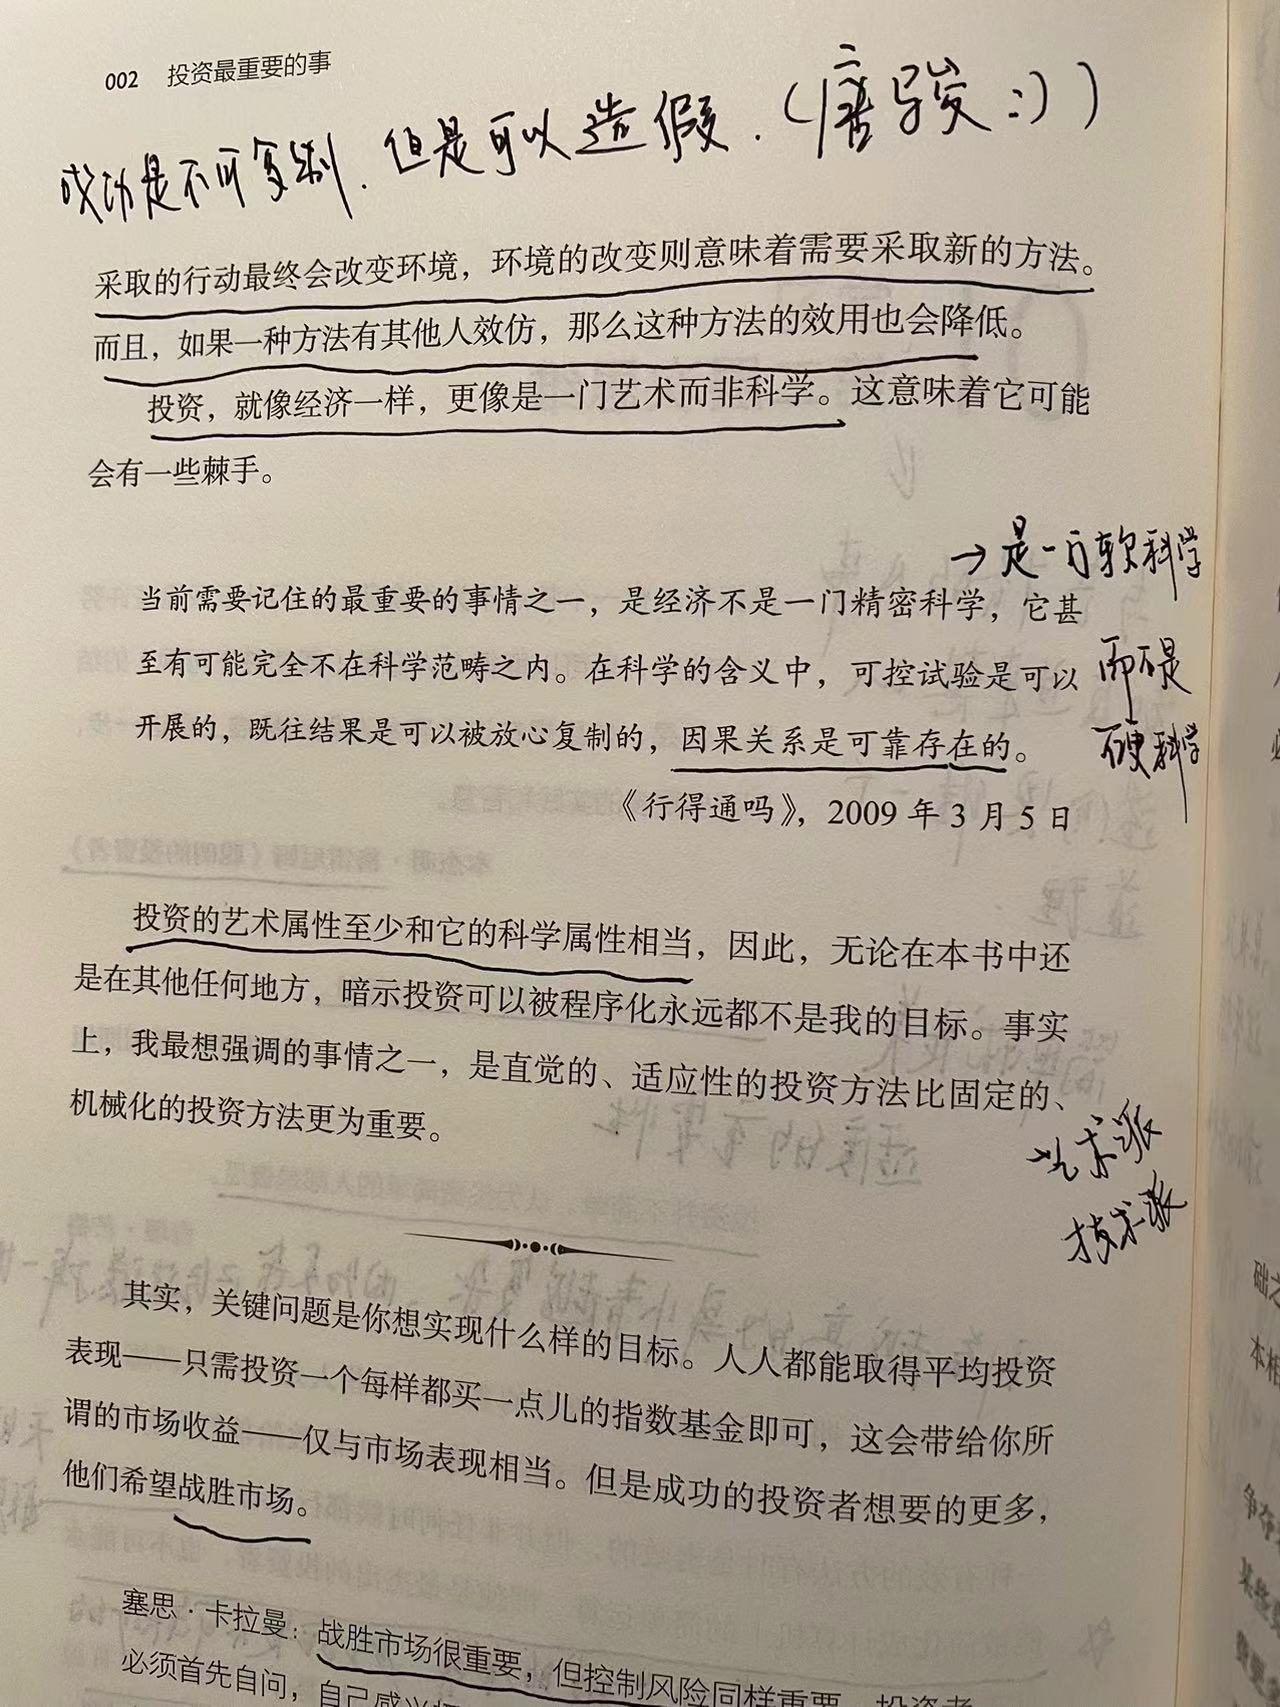 002 投资最重要的事
成功是不可复制.但是可以造假.(唐骏:))
采取的行动最终会改变环境，环境的改变则意味着需要采取新的方法。
而且，如果一种方法有其他人效仿，那么这种方法的效用也会降低。
投资，就像经济一样，更像是一门艺术而非科学。这意味着它可能
会有一些棘手。
→是一门软科学
当前需要记住的最重要的事情之一，是经济不是一门精密科学，它甚
至有可能完全不在科学范畴之内。在科学的含义中，可控试验是可以
而不是
开展的，既往结果是可以被放心复制的，因果关系是可靠存在的。
硬科学
《行得通吗》，2009 年 3 月 5 日
投资的艺术属性至少和它的科学属性相当，因此，无论在本书中还
是在其他任何地方，暗示投资可以被程序化永远都不是我的目标。事实
上，我最想强调的事情之一，是直觉的、适应性的投资方法比固定的、
机械化的投资方法更为重要。
艺术派
技术派
其实，关键问题是你想实现什么样的目标。人人都能取得平均投资
表现——只需投资一个每样都买一点儿的指数基金即可，这会带给你所
谓的市场收益——仅与市场表现相当。但是成功的投资者想要的更多，
他们希望战胜市场。
塞思·卡拉曼：战胜市场很重要，但控制风险同样重要。投资者
必须首先自问，自己感兴
础之
本相
争夺